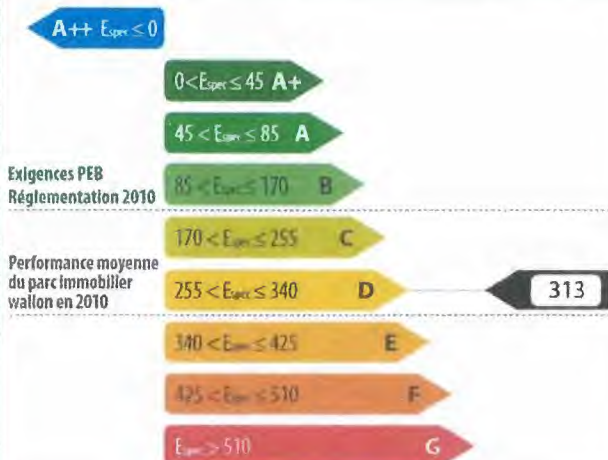 A++ Espec ≤ 0
0 < Espec ≤ 45 A+
45 < Espec ≤ 85 A
Exigences PEB
Réglementation 2010
85 < Espec ≤ 170 B
170 < Espec ≤ 255 C
Performance moyenne
du parc immobilier
wallon en 2010
255 < Espec ≤ 340 D
313
340 < Espec ≤ 425 E
425 < Espec ≤ 510 F
Espec > 510 G